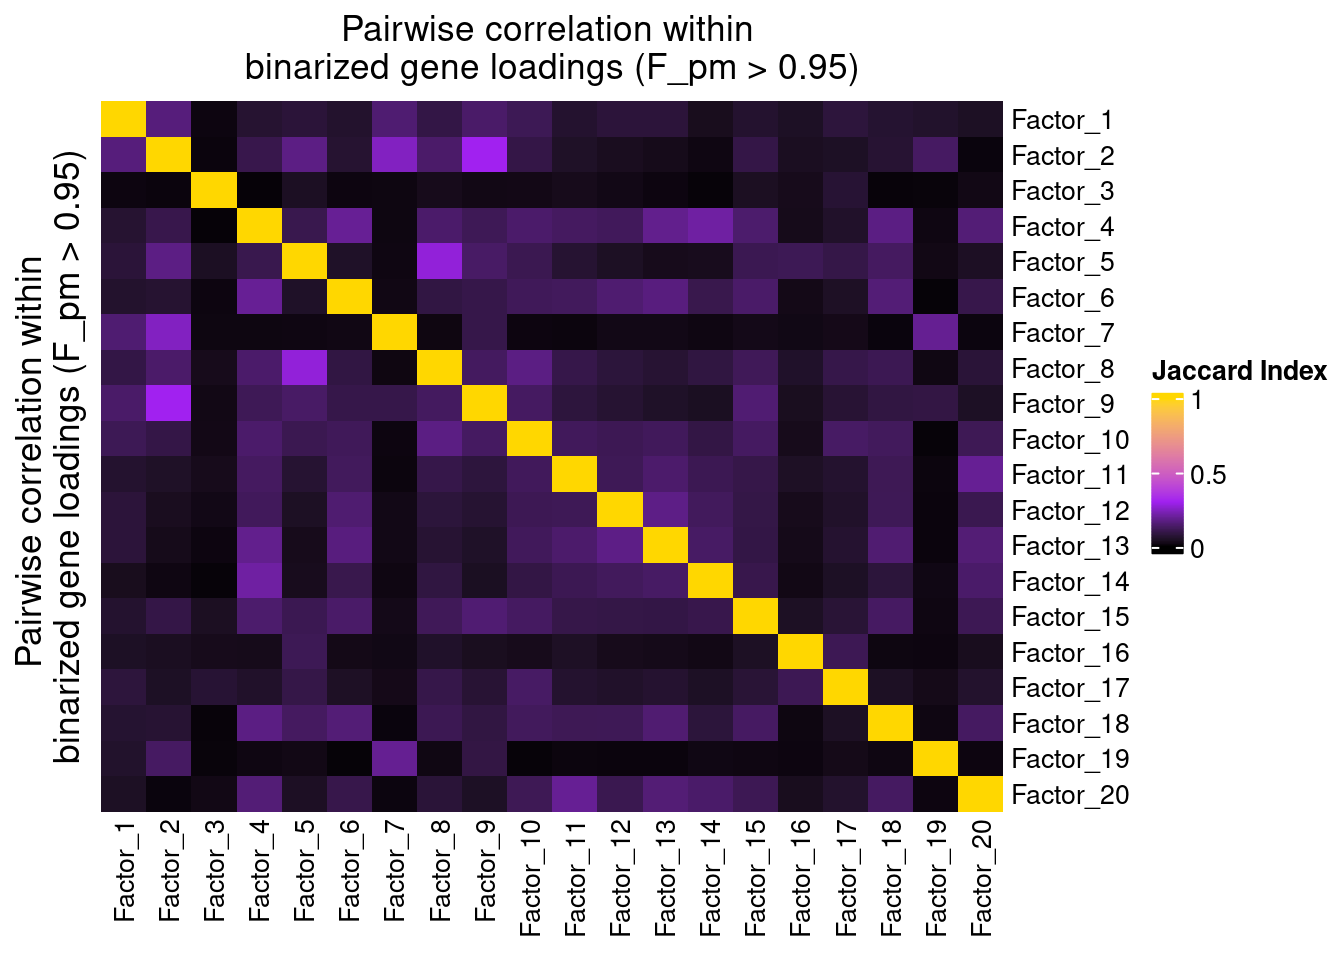 Pairwise correlation within
binarized gene loadings (F_pm > 0.95)
Pairwise correlation within
binarized gene loadings (F_pm > 0.95)
Factor_1
Factor_2
Factor_3
Factor_4
Factor_5
Factor_6
Factor_7
Factor_8
Factor_9
Factor_10
Factor_11
Factor_12
Factor_13
Factor_14
Factor_15
Factor_16
Factor_17
Factor_18
Factor_19
Factor_20
Factor_1
Factor_2
Factor_3
Factor_4
Factor_5
Factor_6
Factor_7
Factor_8
Factor_9
Factor_10
Factor_11
Factor_12
Factor_13
Factor_14
Factor_15
Factor_16
Factor_17
Factor_18
Factor_19
Factor_20
Jaccard Index
1
0.5
0